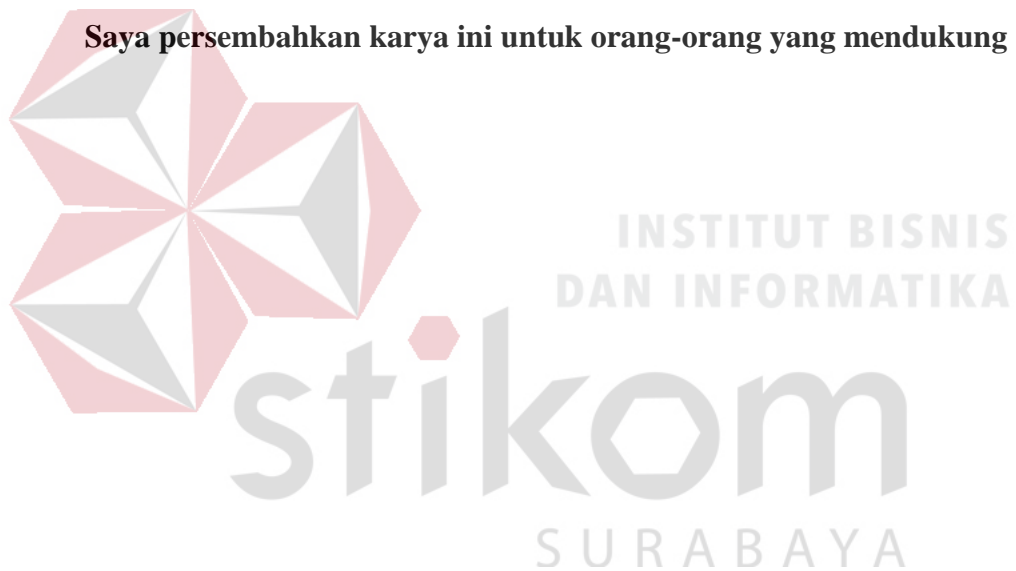 Saya persembahkan karya ini untuk orang-orang yang mendukung
INSTITUT BISNIS
DAN INFORMATIKA
stikom
SURABAYA